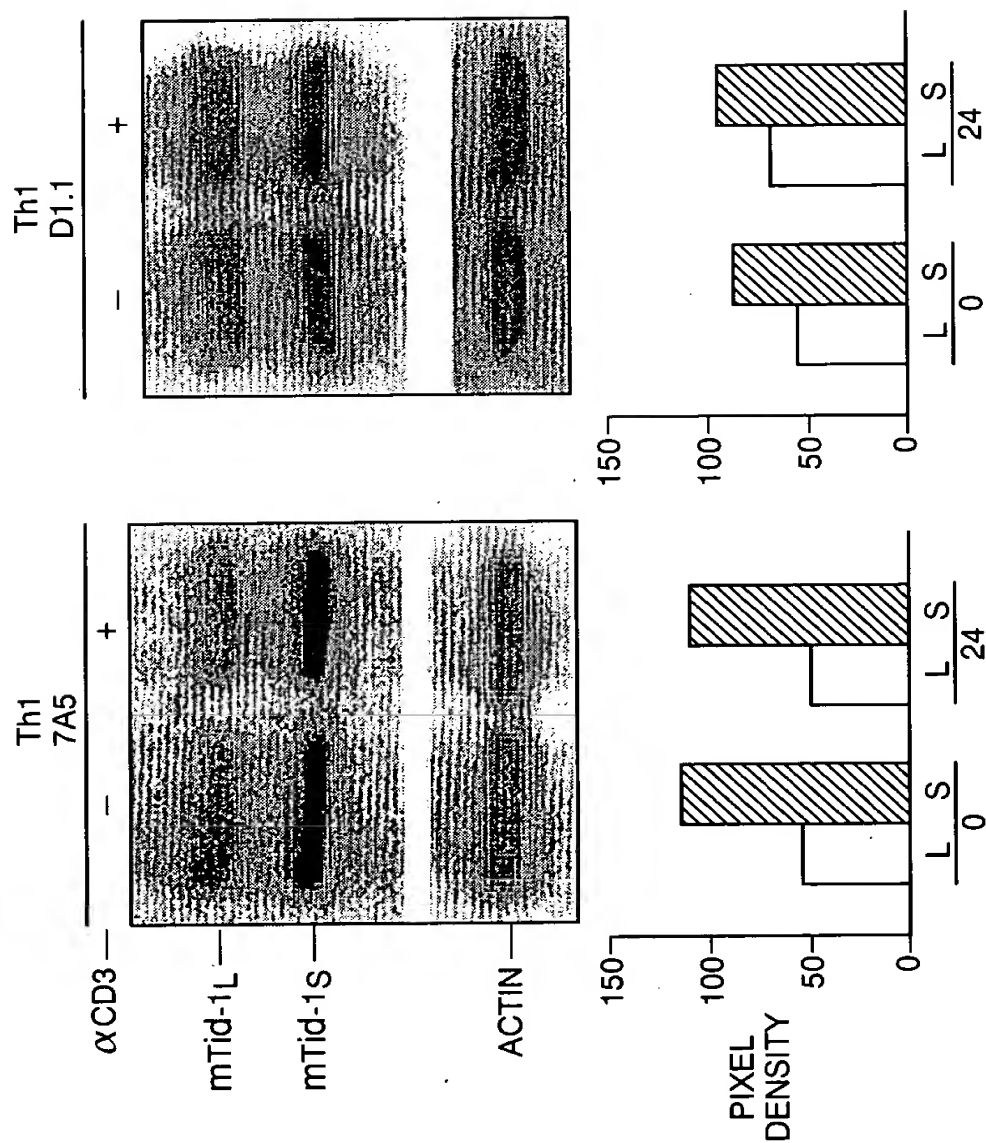 Th1
7A5
Th1
D1.1
αCD3
−
+
−
+
mTid-1L
mTid-1S
ACTIN
PIXEL
DENSITY
150
100
50
0
L S
0
L S
24
150
100
50
0
L S
0
L S
24